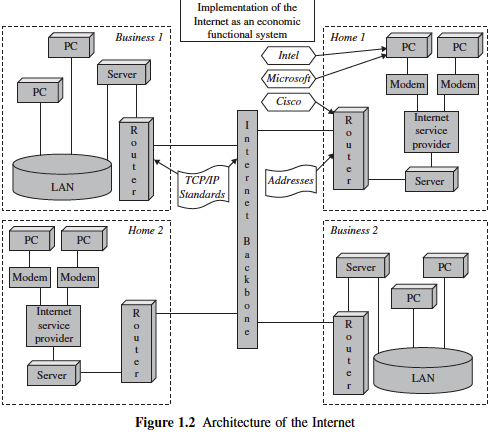 Implementation of the
Internet as an economic
functional system
Business 1
PC
PC
Server
Router
LAN
Home 1
Intel
Microsoft
Cisco
PC
PC
Modem
Modem
Internet
service
provider
Server
Router
TCP/IP
Standards
Addresses
Internet Backbone
Home 2
PC
PC
Modem
Modem
Internet
service
provider
Server
Router
Business 2
Server
PC
PC
Router
LAN
Figure 1.2 Architecture of the Internet